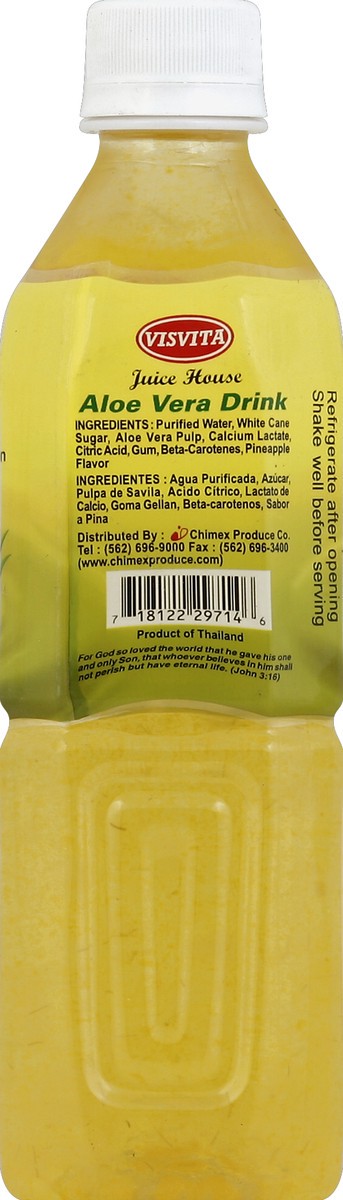 VISVITA
Juice House
Aloe Vera Drink
INGREDIENTS : Purified Water, White Cane
Sugar, Aloe Vera Pulp, Calcium Lactate,
Citric Acid, Gum, Beta-Carotenes, Pineapple
Flavor
INGREDIENTES : Agua Purificada, Azúcar,
Pulpa de Savila, Acido Cítrico, Lactato de
Calcio, Goma Gellan, Beta-carotenos, Sabor
a Pina
Distributed By : Chimex Produce Co.
Tel : (562) 696-9000 Fax : (562) 696-3400
(www.chimexproduce.com)
7 18122 29714 6
Product of Thailand
For God so loved the world that he gave his one
and only Son, that whoever believes in him shall
not perish but have eternal life. (John 3:16)
Refrigerate after opening
Shake well before serving